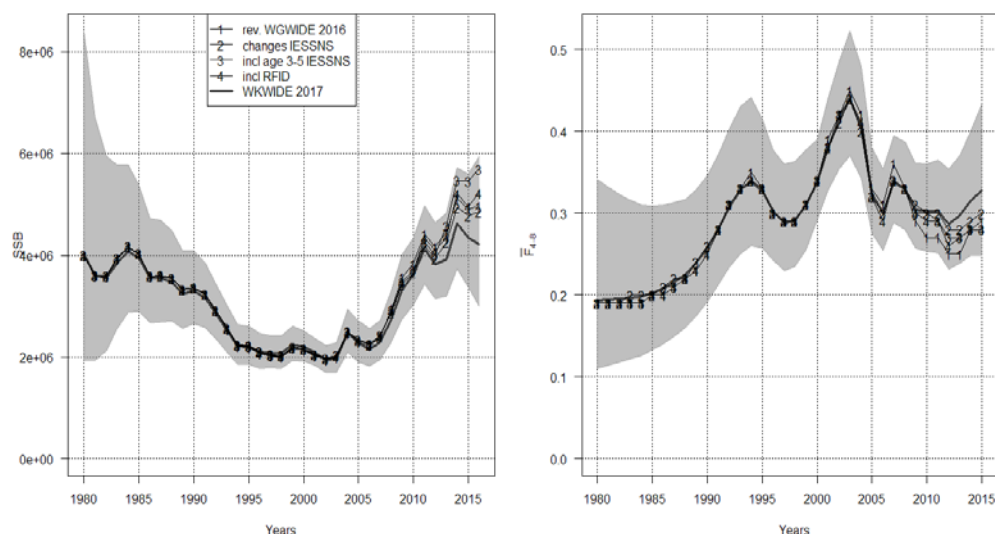 1 rev. WGWIDE 2016
2 changes IESSNS
3 incl age 3-5 IESSNS
4 incl RFID
WKWIDE 2017
8e+06
6e+06
4e+06
2e+06
0e+00
SSB
1980 1985 1990 1995 2000 2005 2010 2015
Years
0.5
0.4
0.3
0.2
0.1
0.0
F4-8
1980 1985 1990 1995 2000 2005 2010 2015
Years